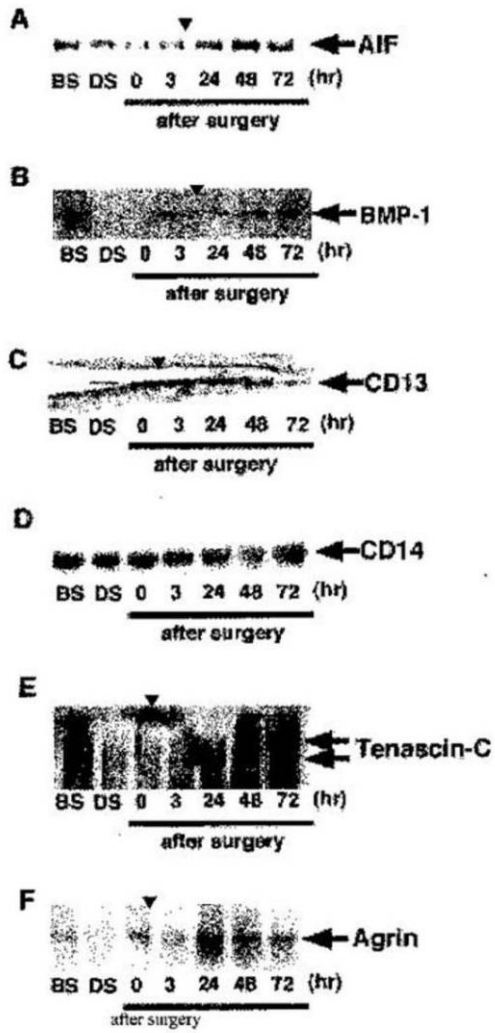 A
AIF
BS DS 0 3 24 48 72 (hr)
after surgery
B
BMP-1
BS DS 0 3 24 48 72 (hr)
after surgery
C
CD13
BS DS 0 3 24 48 72 (hr)
after surgery
D
CD14
BS DS 0 3 24 48 72 (hr)
after surgery
E
Tenascin-C
BS DS 0 3 24 48 72 (hr)
after surgery
F
Agrin
BS DS 0 3 24 48 72 (hr)
after surgery